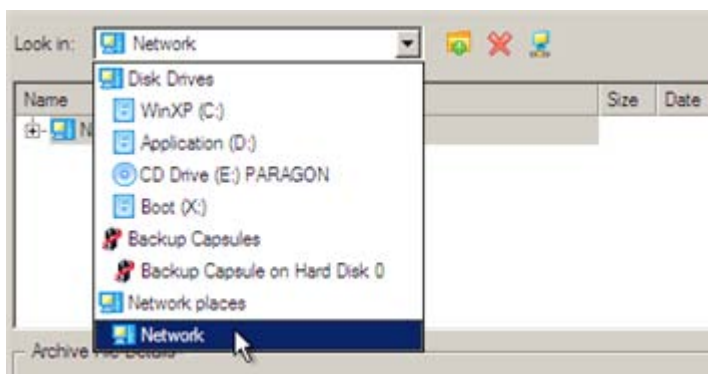 Look in: Network
Disk Drives
Name Size Date
WinXP (C:)
N
Application (D:)
CD Drive (E:) PARAGON
Boot (X:)
Backup Capsules
Backup Capsule on Hard Disk 0
Network places
Network
Archive File Details